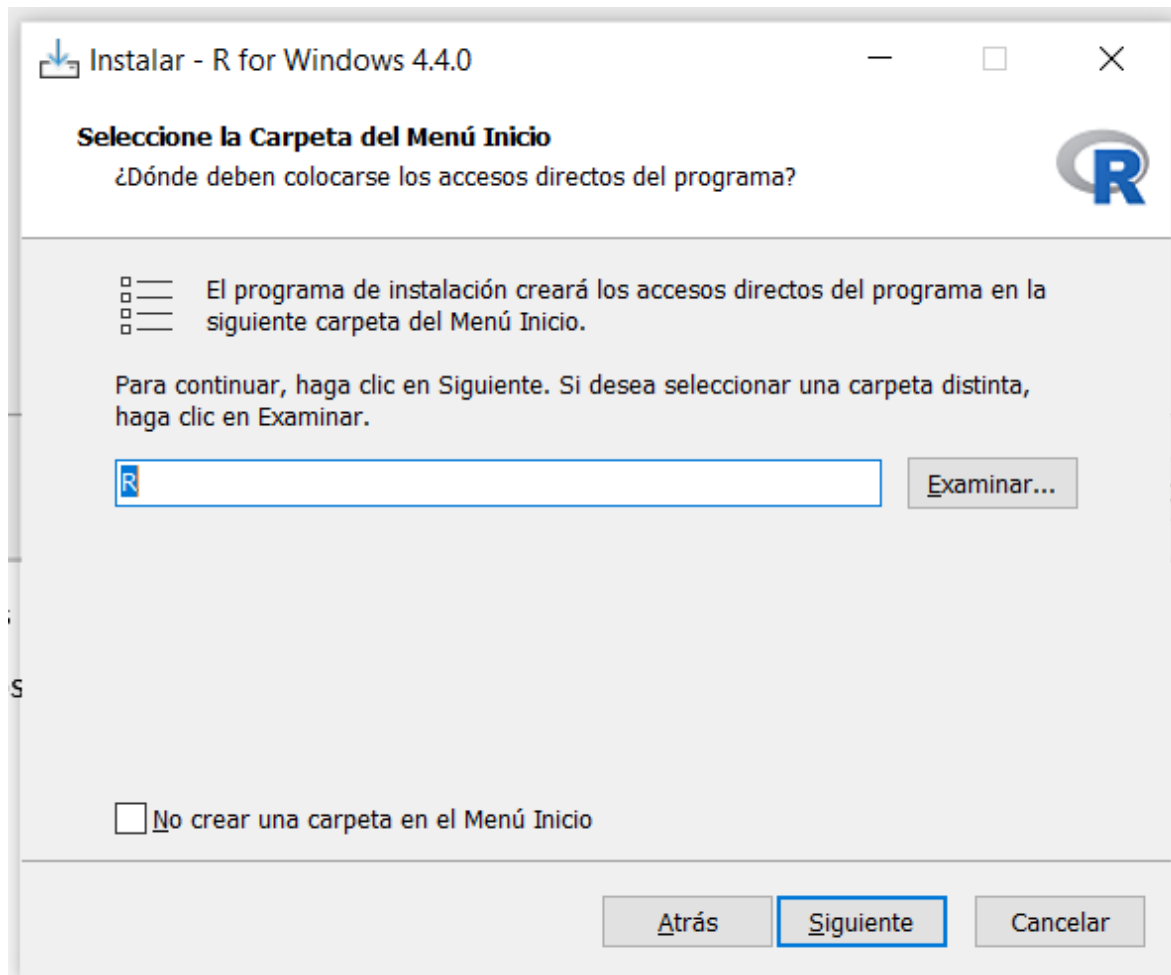 Instalar - R for Windows 4.4.0
Seleccione la Carpeta del Menú Inicio
¿Dónde deben colocarse los accesos directos del programa?
R
El programa de instalación creará los accesos directos del programa en la
siguiente carpeta del Menú Inicio.
Para continuar, haga clic en Siguiente. Si desea seleccionar una carpeta distinta,
haga clic en Examinar.
R
Examinar...
No crear una carpeta en el Menú Inicio
Atrás
Siguiente
Cancelar